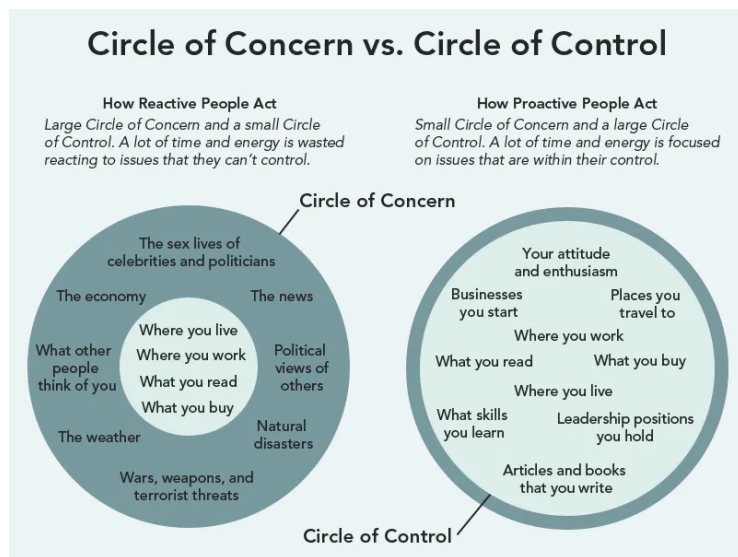 Circle of Concern vs. Circle of Control
How Reactive People Act
Large Circle of Concern and a small Circle
of Control. A lot of time and energy is wasted
reacting to issues that they can't control.
How Proactive People Act
Small Circle of Concern and a large Circle
of Control. A lot of time and energy is focused
on issues that are within their control.
Circle of Concern
The sex lives of
celebrities and politicians
The economy
The news
What other
people
think of you
Political
views of
others
The weather
Natural
disasters
Wars, weapons, and
terrorist threats
Where you live
Where you work
What you read
What you buy
Your attitude
and enthusiasm
Businesses
you start
Places you
travel to
Where you work
What you read
What you buy
Where you live
What skills
you learn
Leadership positions
you hold
Articles and books
that you write
Circle of Control